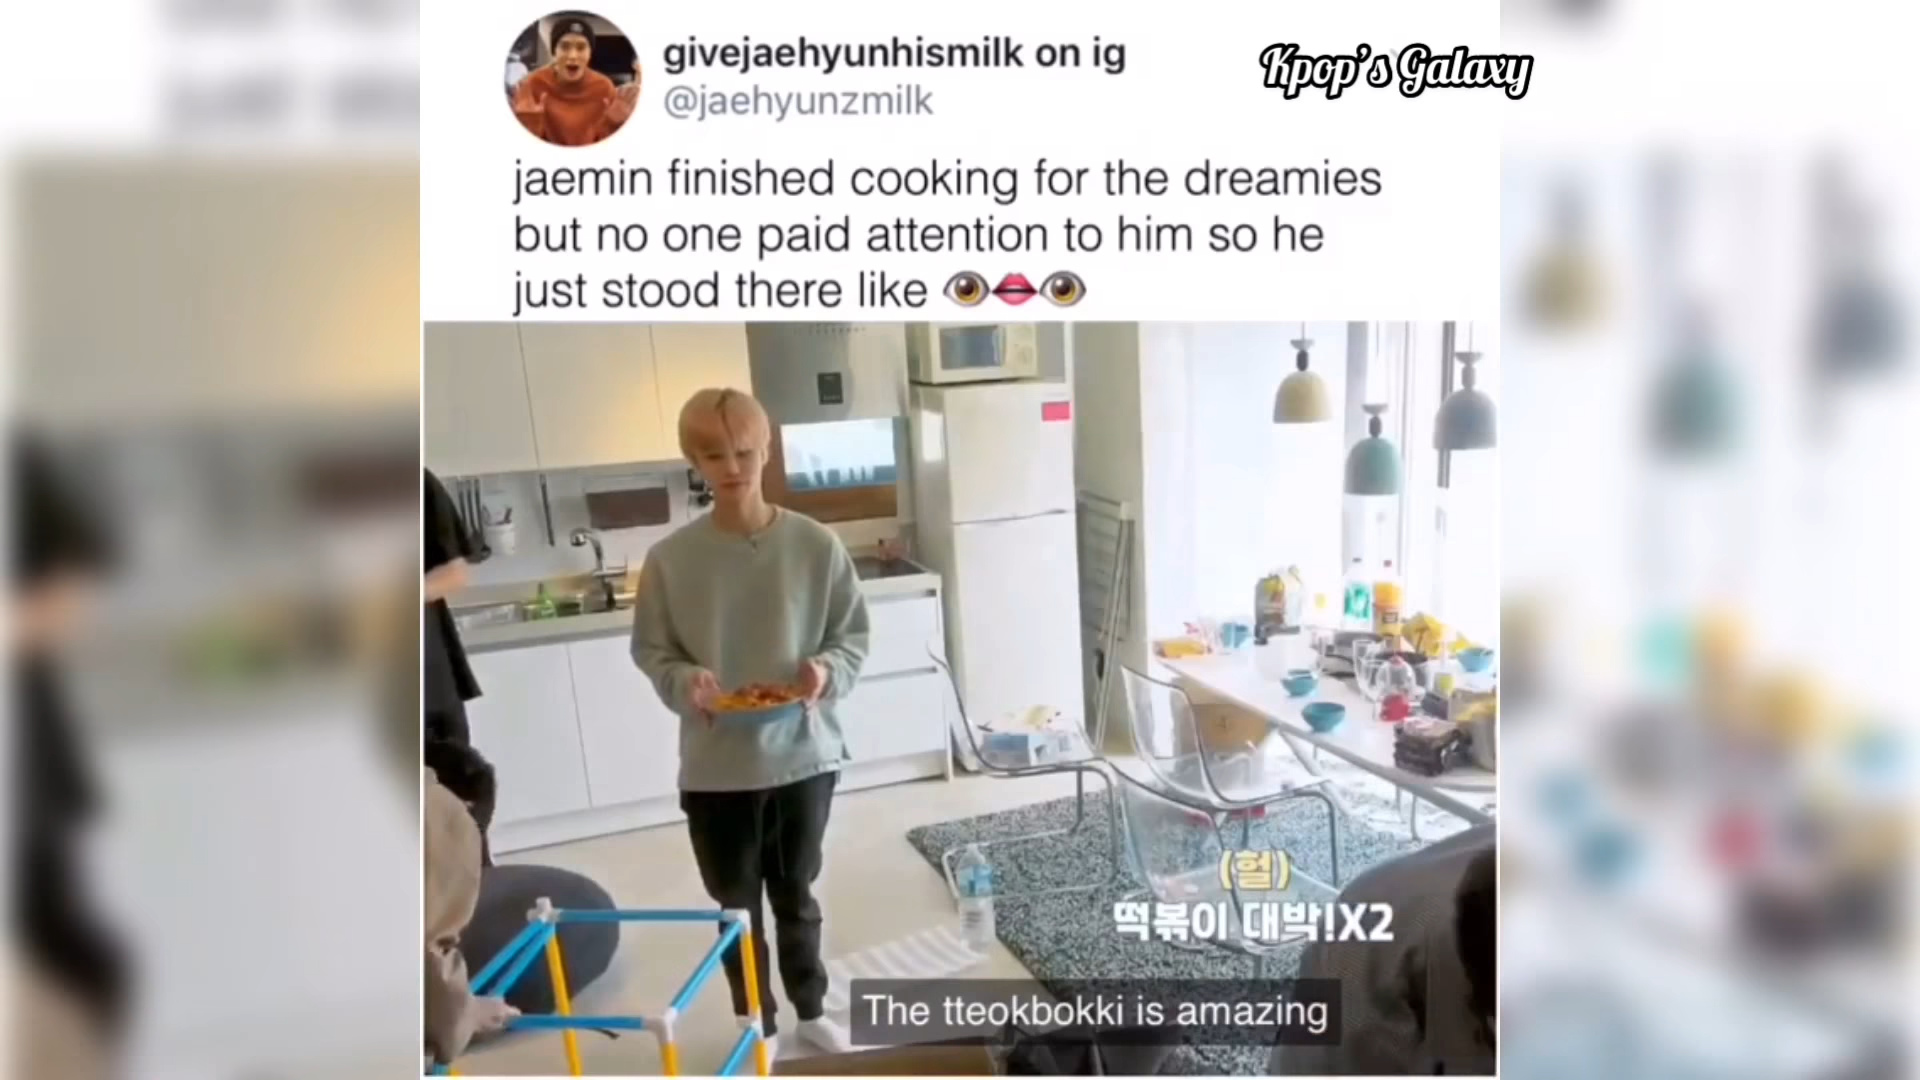 givejaehyunhismilk on ig
@jaehyunzmilk
Kpop's Galaxy
jaemin finished cooking for the dreamies
but no one paid attention to him so he
just stood there like 👁👄👁
(헐)
떡볶이 대박!X2
The tteokbokki is amazing